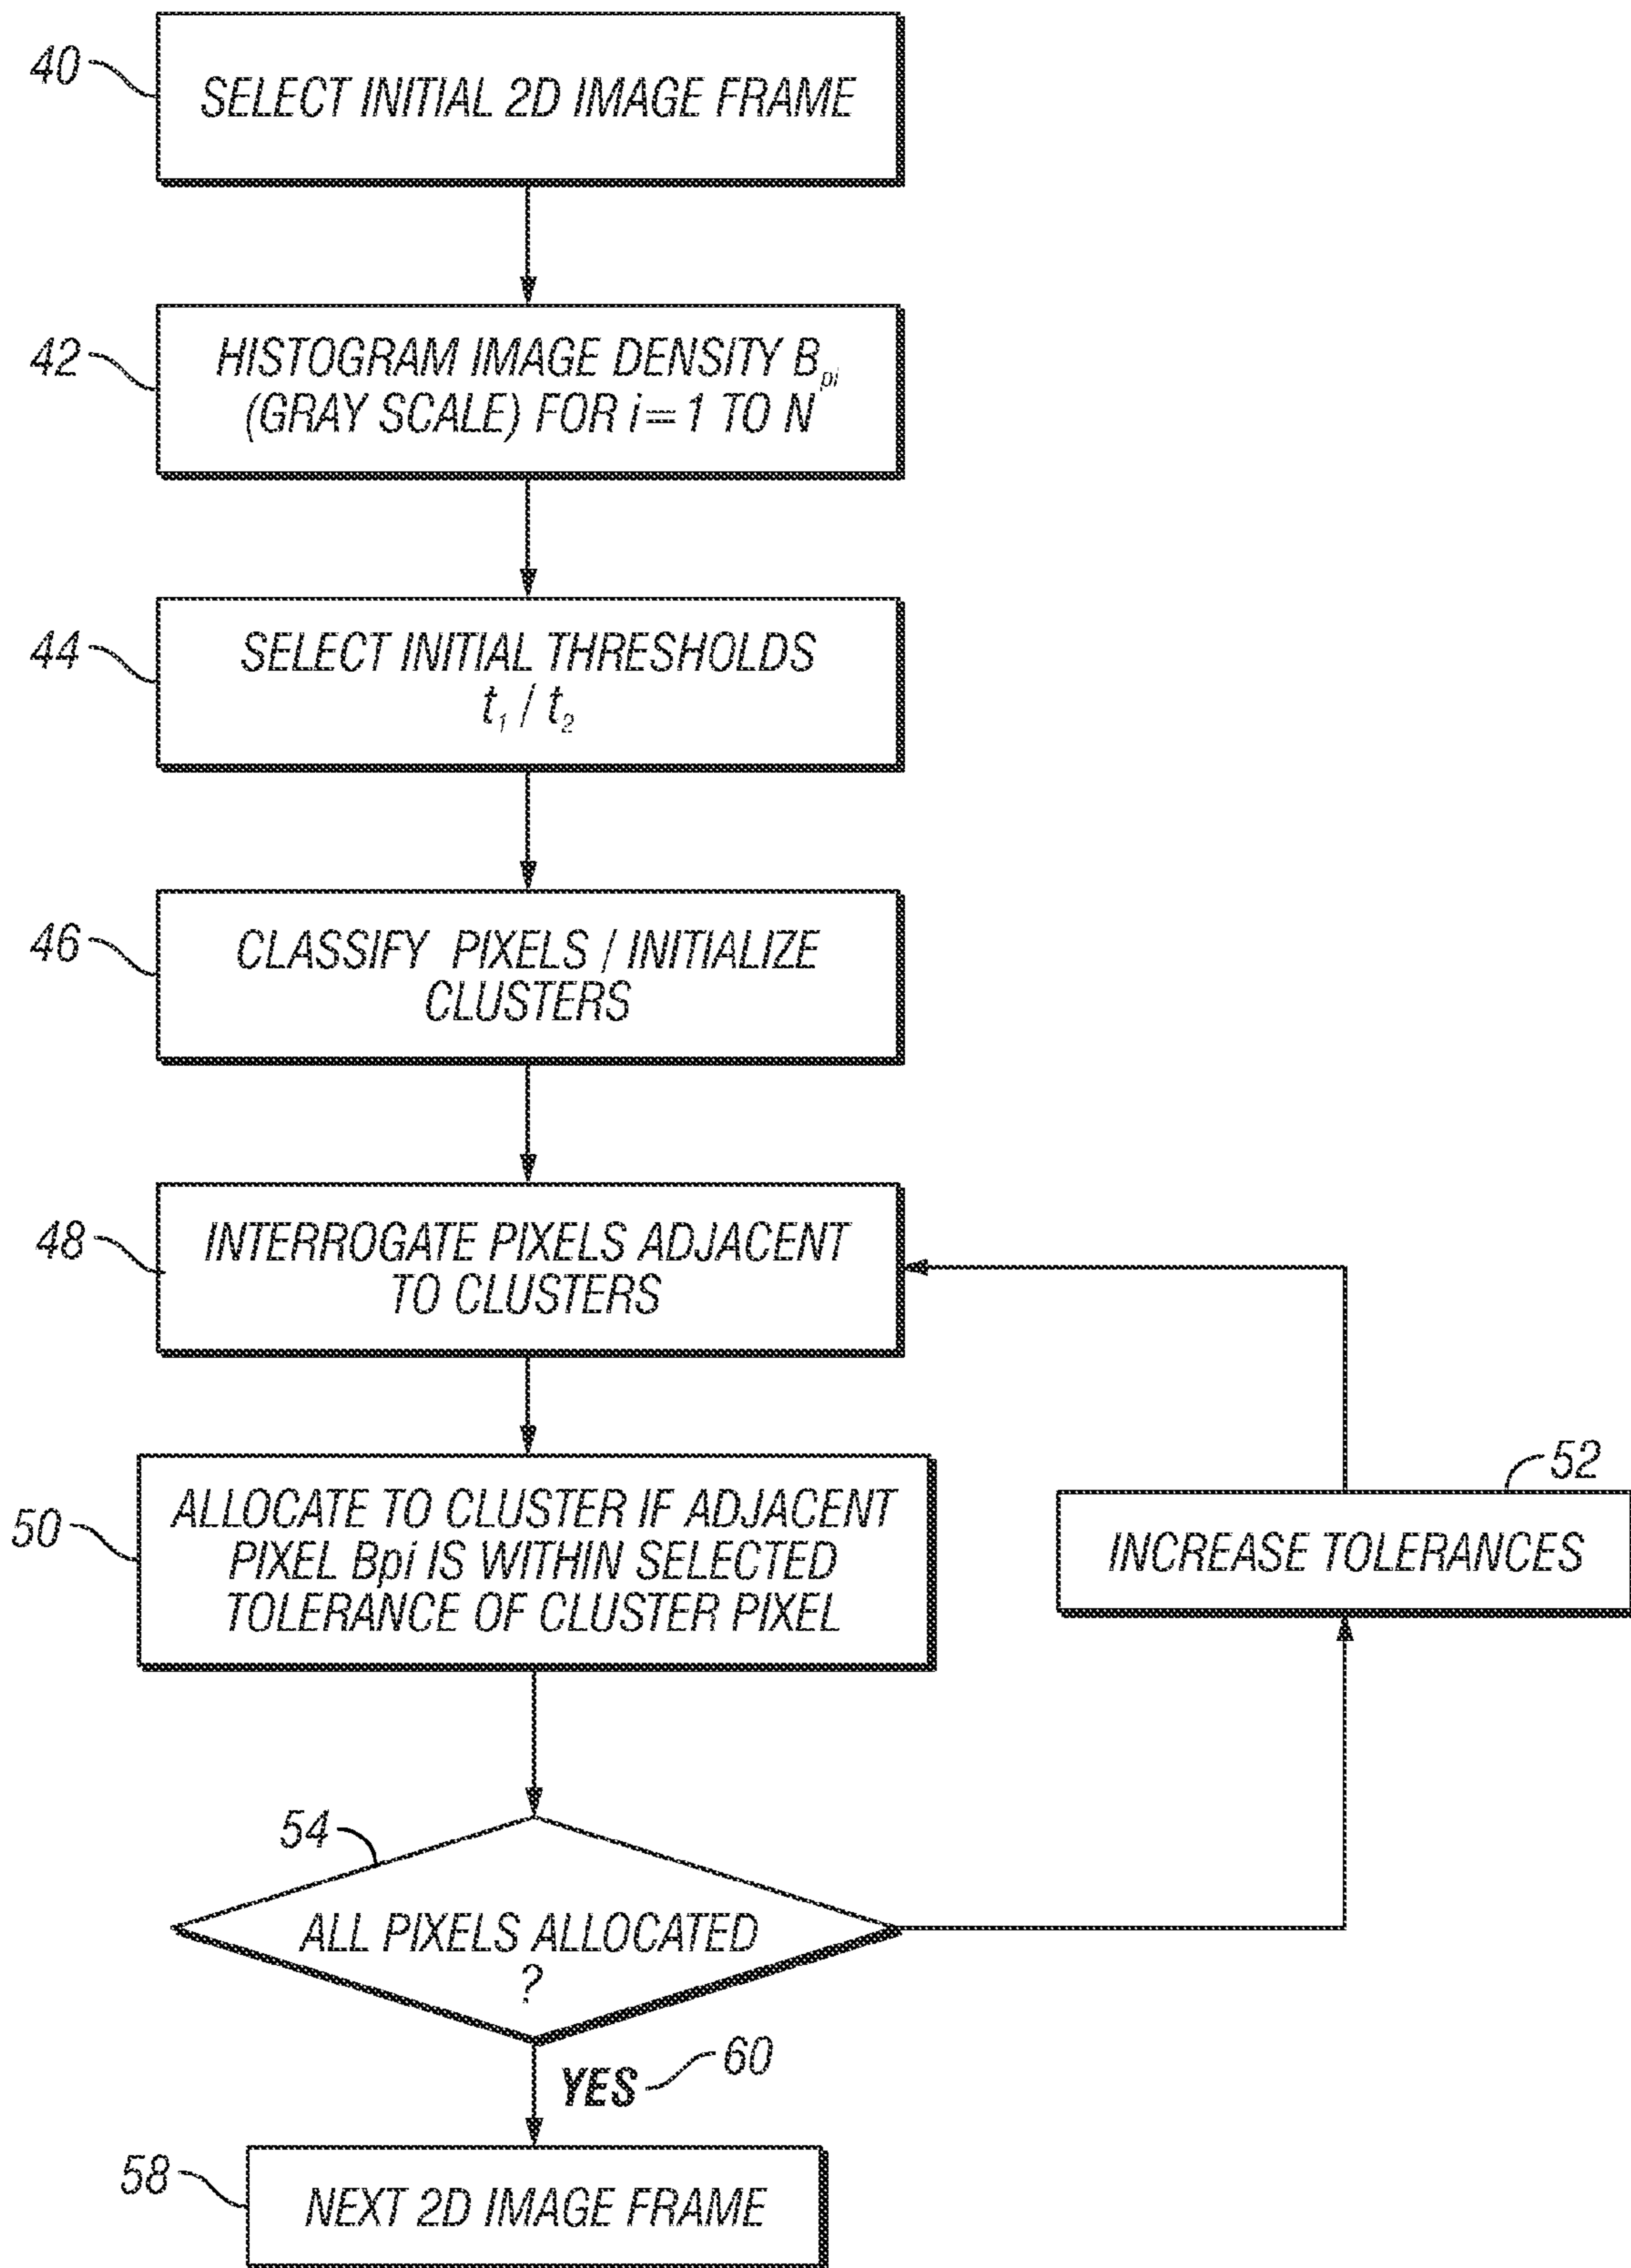 40
SELECT INITIAL 2D IMAGE FRAME
42
HISTOGRAM IMAGE DENSITY B_pi
(GRAY SCALE) FOR i = 1 TO N
44
SELECT INITIAL THRESHOLDS
t_1 / t_2
46
CLASSIFY PIXELS / INITIALIZE
CLUSTERS
48
INTERROGATE PIXELS ADJACENT
TO CLUSTERS
50
ALLOCATE TO CLUSTER IF ADJACENT
PIXEL Bpi IS WITHIN SELECTED
TOLERANCE OF CLUSTER PIXEL
52
INCREASE TOLERANCES
54
ALL PIXELS ALLOCATED
?
YES
60
58
NEXT 2D IMAGE FRAME